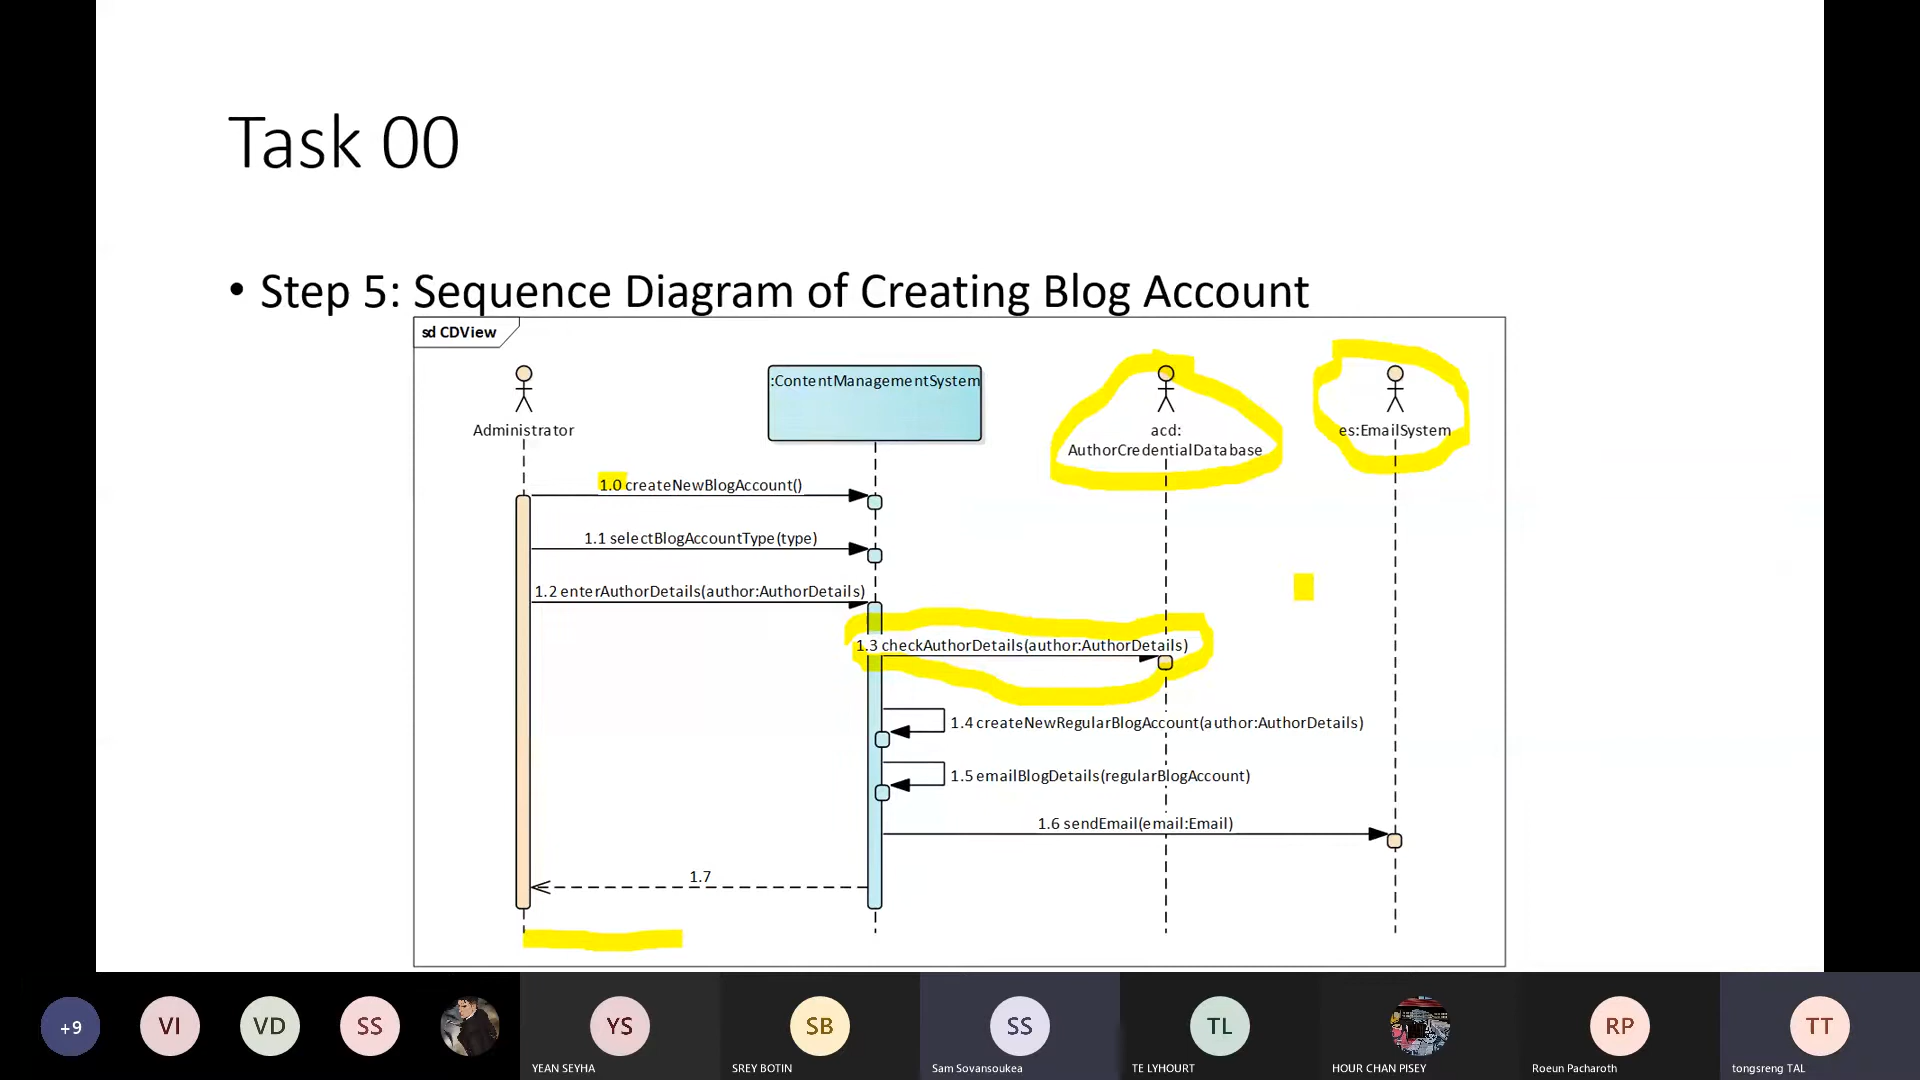 Task 00
• Step 5: Sequence Diagram of Creating Blog Account
sd CDView
Administrator
:ContentManagementSystem
acd:
AuthorCredentialDatabase
es:EmailSystem
1.0 createNewBlogAccount()
1.1 selectBlogAccountType(type)
1.2 enterAuthorDetails(author:AuthorDetails)
1.3 checkAuthorDetails(author:AuthorDetails)
1.4 createNewRegularBlogAccount(author:AuthorDetails)
1.5 emailBlogDetails(regularBlogAccount)
1.6 sendEmail(email:Email)
1.7
+9
VI
VD
SS
YS
YEAN SEYHA
SB
SREY BOTIN
SS
Sam Sovansoukea
TL
TE LYHOURT
HOUR CHAN PISEY
RP
Roeun Pacharoth
TT
tongsreng TAL